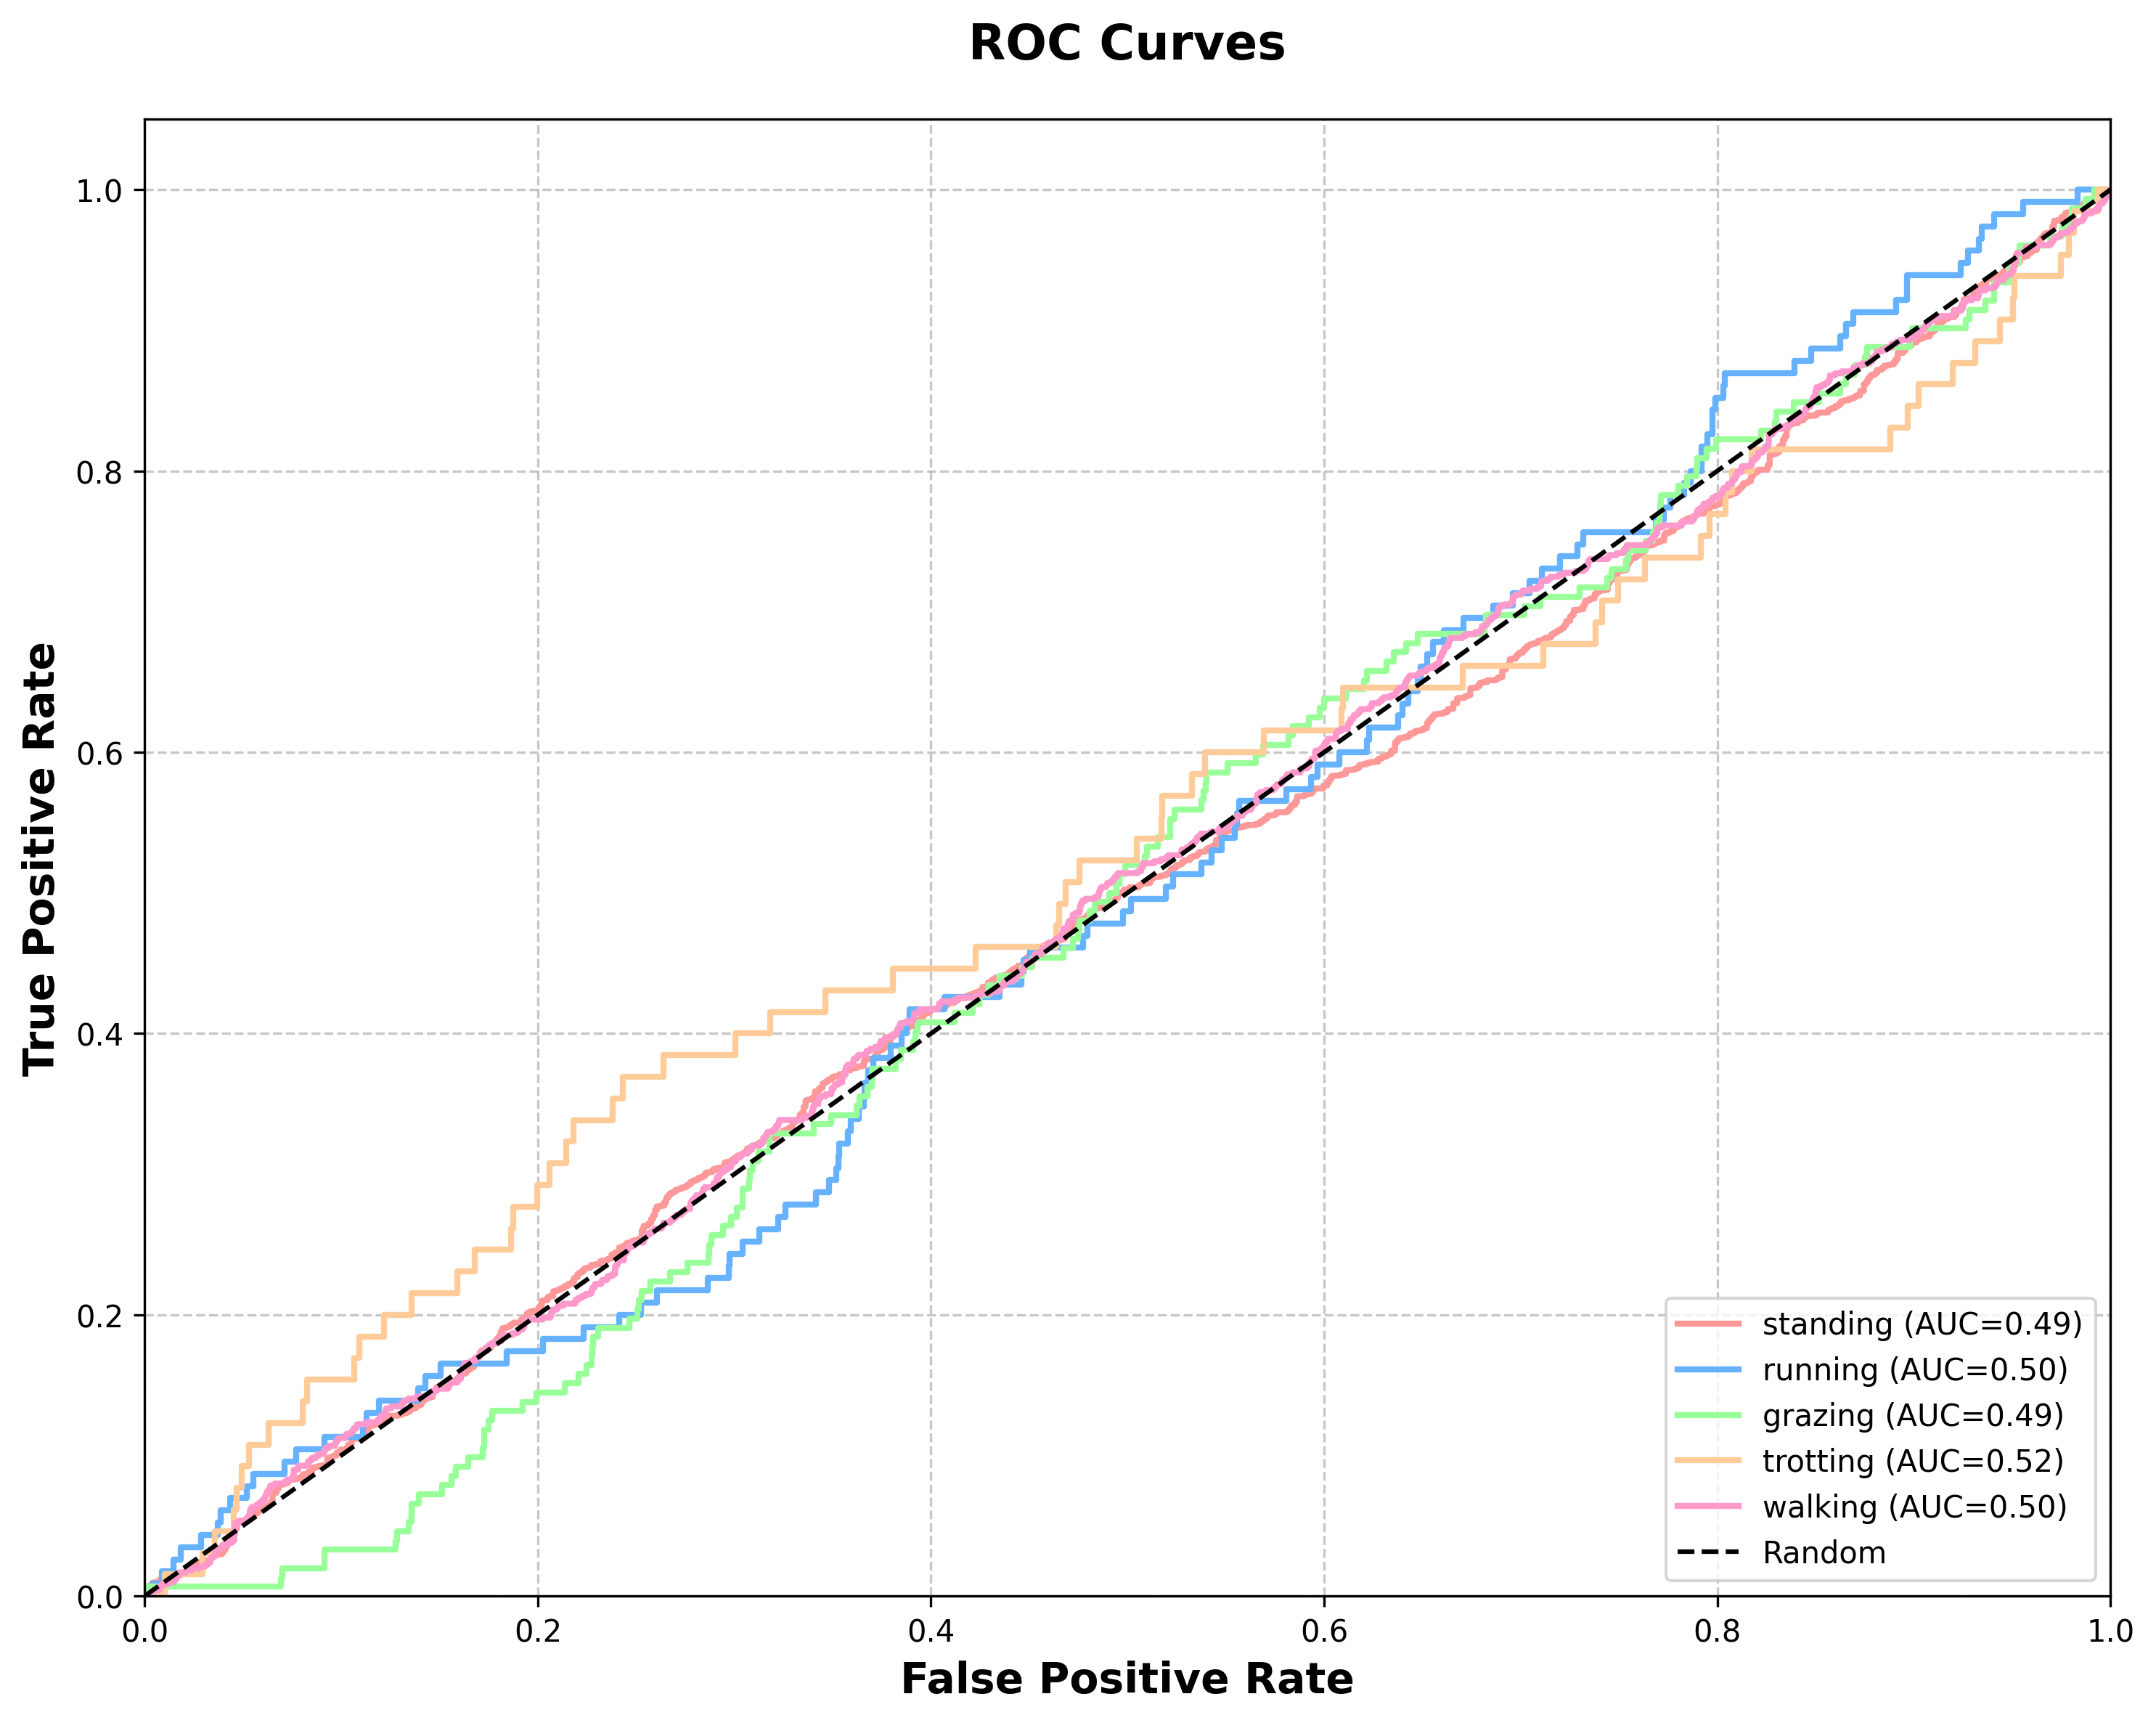 ROC Curves
True Positive Rate
1.0
0.8
0.6
0.4
0.2
0.0
0.0 0.2 0.4 0.6 0.8 1.0
False Positive Rate
standing (AUC=0.49)
running (AUC=0.50)
grazing (AUC=0.49)
trotting (AUC=0.52)
walking (AUC=0.50)
Random